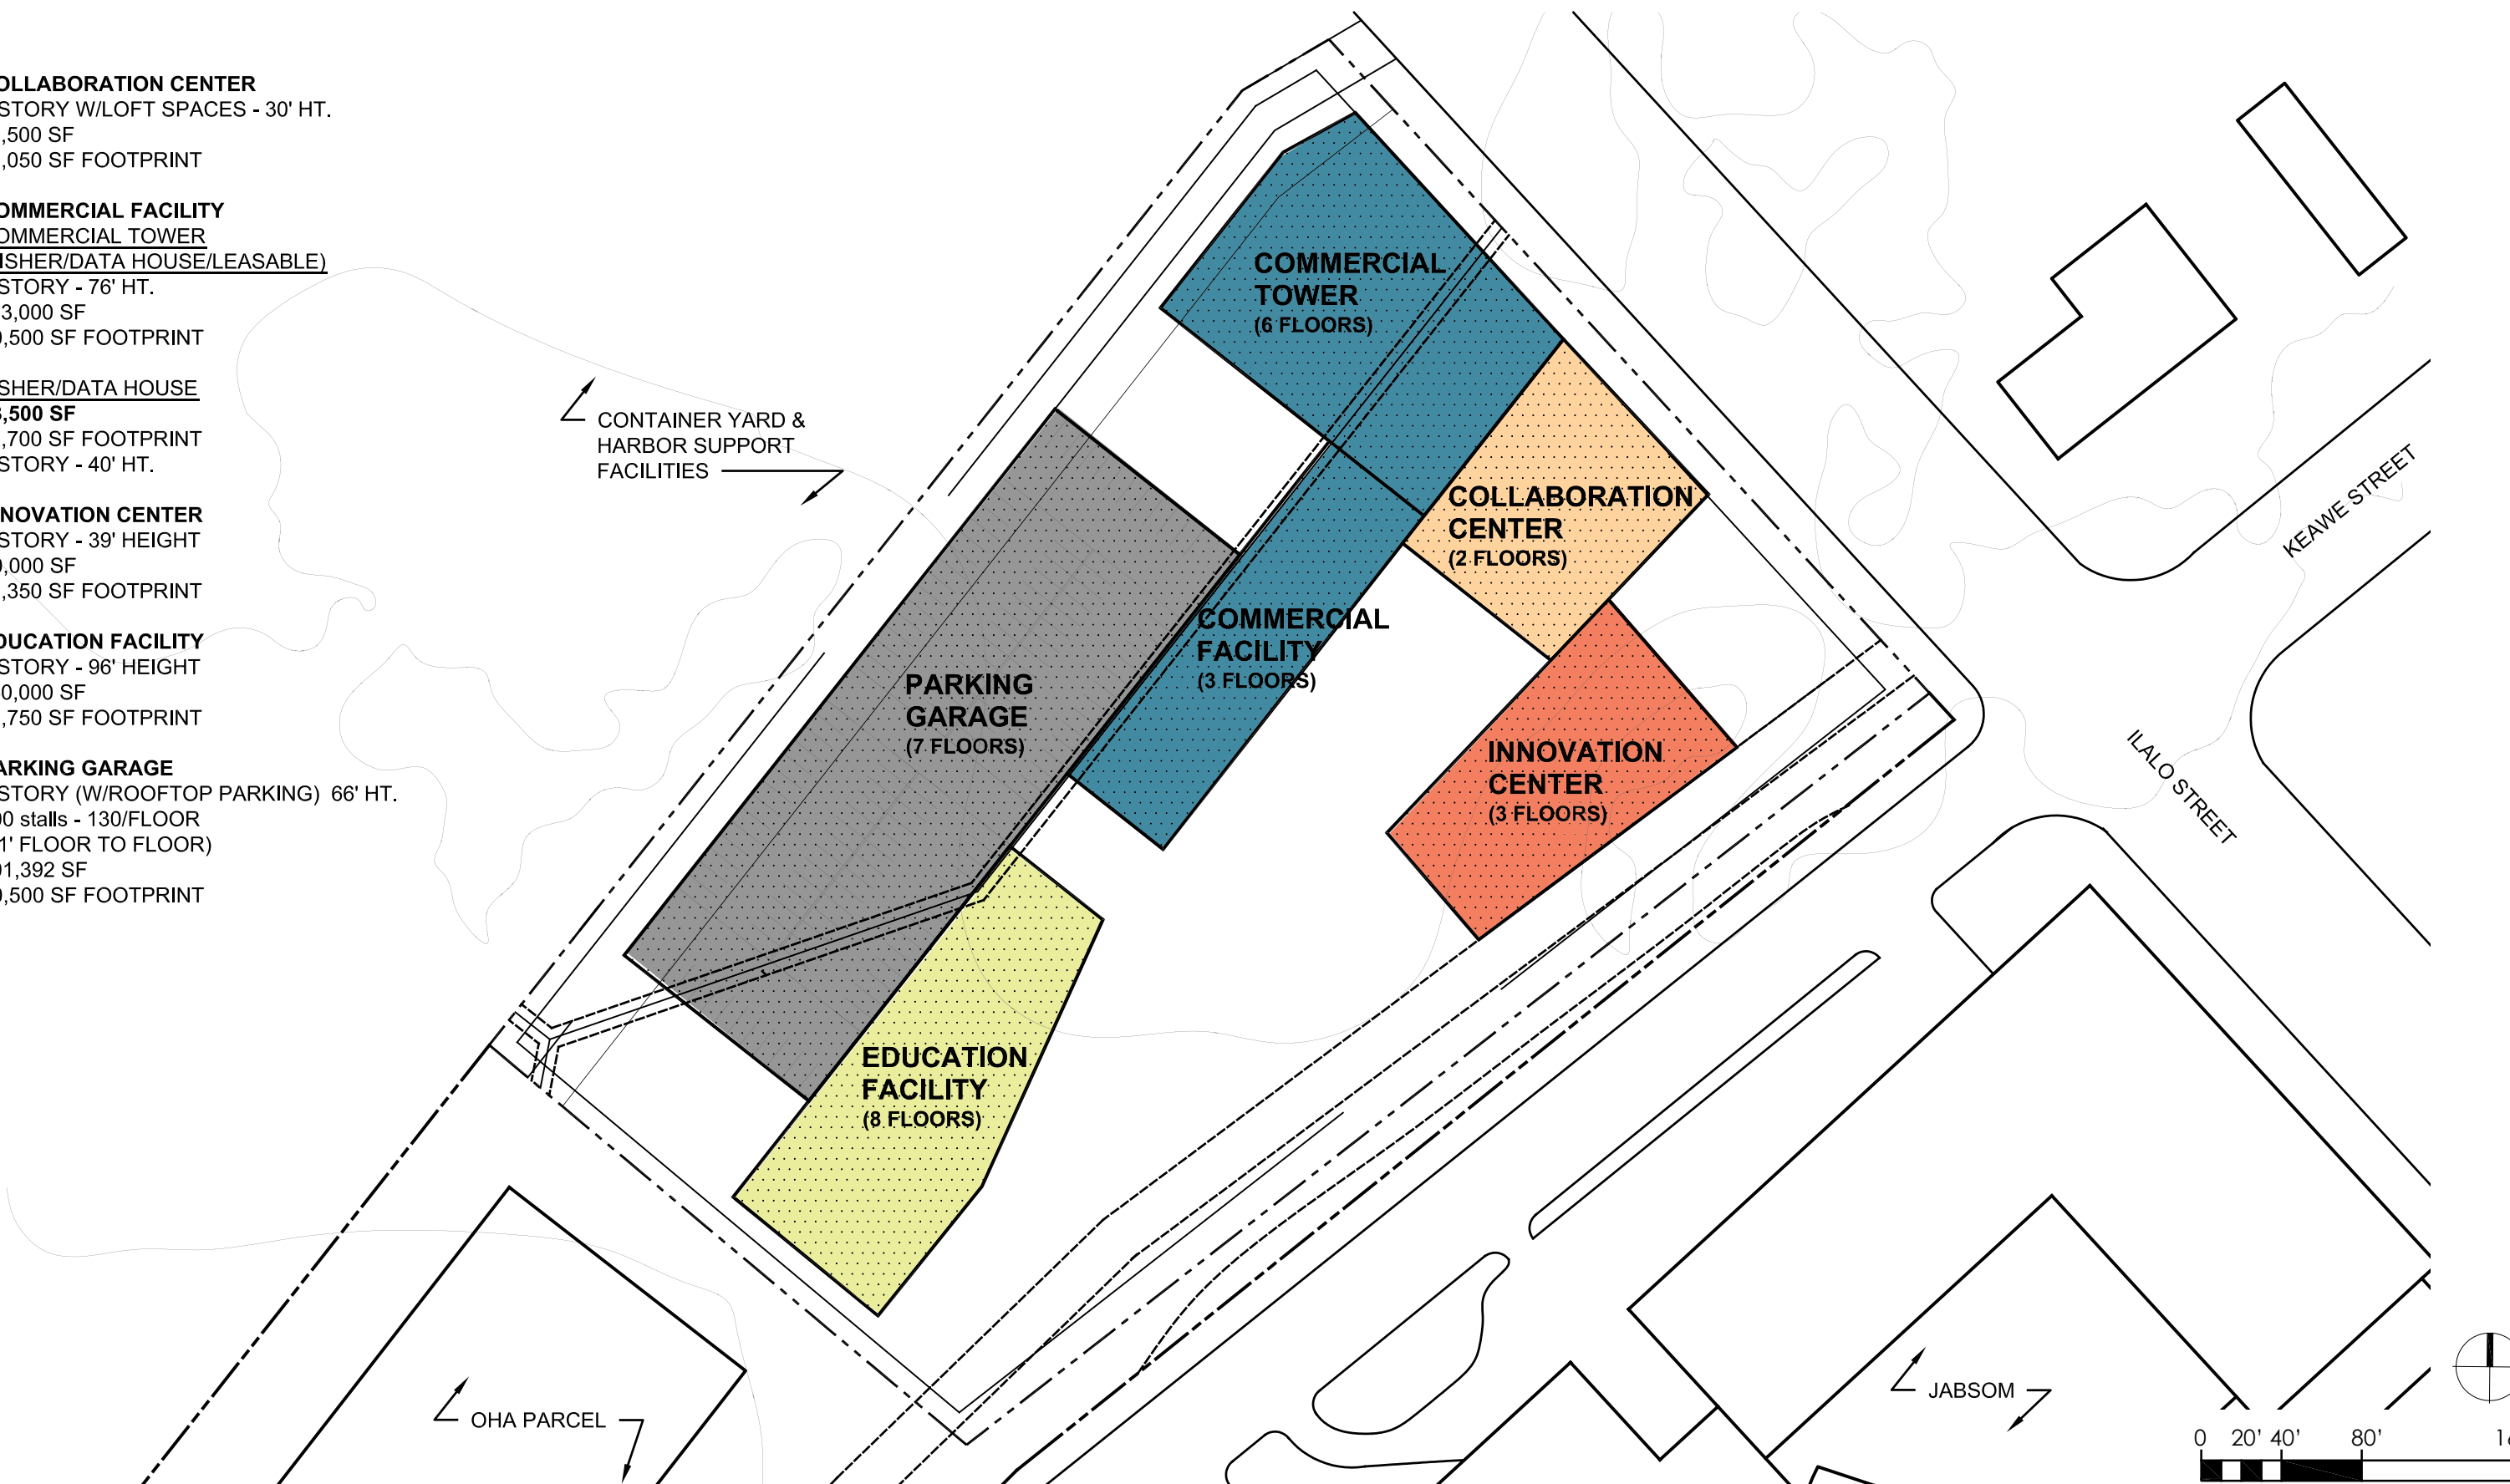 OLLABORATION CENTER
STORY W/LOFT SPACES - 30' HT.
,500 SF
,050 SF FOOTPRINT
OMMERCIAL FACILITY
OMMERCIAL TOWER
ISHER/DATA HOUSE/LEASABLE)
STORY - 76' HT.
3,000 SF
,500 SF FOOTPRINT
ISHER/DATA HOUSE
,500 SF
,700 SF FOOTPRINT
STORY - 40' HT.
NNOVATION CENTER
STORY - 39' HEIGHT
,000 SF
,350 SF FOOTPRINT
DUCATION FACILITY
STORY - 96' HEIGHT
0,000 SF
,750 SF FOOTPRINT
ARKING GARAGE
STORY (W/ROOFTOP PARKING) 66' HT.
00 stalls - 130/FLOOR
1' FLOOR TO FLOOR)
01,392 SF
,500 SF FOOTPRINT
CONTAINER YARD &
HARBOR SUPPORT
FACILITIES
COMMERCIAL
TOWER
(6 FLOORS)
COLLABORATION
CENTER
(2 FLOORS)
COMMERCIAL
FACILITY
(3 FLOORS)
PARKING
GARAGE
(7 FLOORS)
INNOVATION
CENTER
(3 FLOORS)
EDUCATION
FACILITY
(8 FLOORS)
KEAWE STREET
ILALO STREET
OHA PARCEL
JABSOM
0 20' 40' 80'